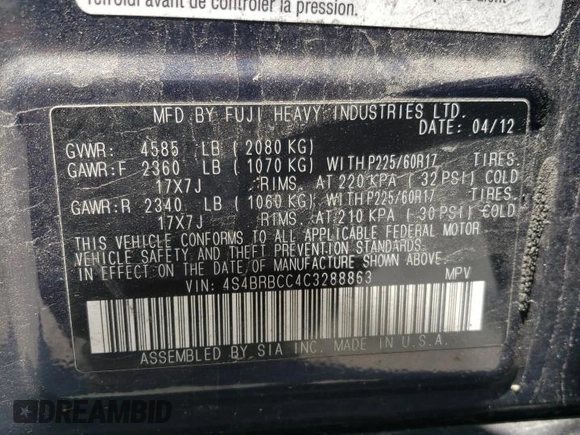 refroidi avant de contrôler la pression.
MFD BY FUJI HEAVY INDUSTRIES LTD.
DATE: 04/12
GVWR: 4585 LB ( 2080 KG)
GAWR:F 2360 LB ( 1070 KG) WITH P225/60R17 TIRES.
17X7J RIMS. AT 220 KPA ( 32 PSI) COLD
GAWR:R 2340 LB ( 1060 KG) WITH P225/60R17 TIRES.
17X7J RIMS. AT 210 KPA ( 30 PSI) COLD
THIS VEHICLE CONFORMS TO ALL APPLICABLE FEDERAL MOTOR
VEHICLE SAFETY AND THEFT PREVENTION STANDARDS
IN EFFECT ON THE DATE OF MANUFACTURE SHOWN ABOVE.
VIN: 4S4BRBCC4C3288863 MPV
ASSEMBLED BY SIA INC. MADE IN U.S.A.
DREAMBID